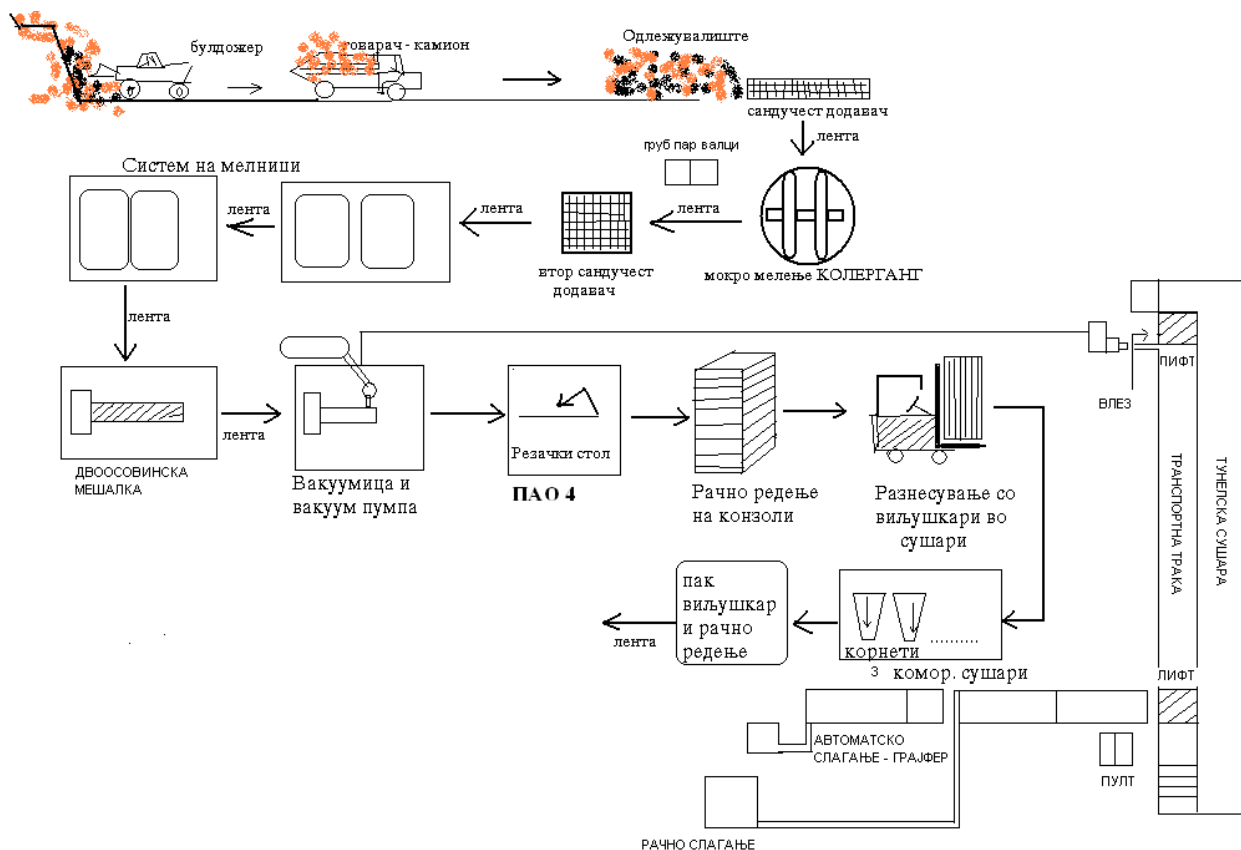 булдожер
товарач - камион
Одлежувалиште
сандучест додавач
лента
груб пар валци
Систем на мелници
лента
лента
лента
втор сандучест
додавач
мокро мелење КОЛЕРГАНГ
лента
ЛИФТ
ВЛЕЗ
лента
ДВООСОВИНСКА
МЕШАЛКА
Вакуумица и
вакуум пумпа
Резачки стол
ПАО 4
Рачно редење
на конзоли
Разнесување со
виљушкари во
сушари
ТРАНСПОРТНА ТРАКА
ТУНЕЛСКА СУШАРА
пак
виљушкар
и рачно
редење
лента
корнети
..........
3 комор. сушари
ЛИФТ
АВТОМАТСКО
СЛАГАЊЕ - ГРАЈФЕР
ПУЛТ
РАЧНО СЛАГАЊЕ